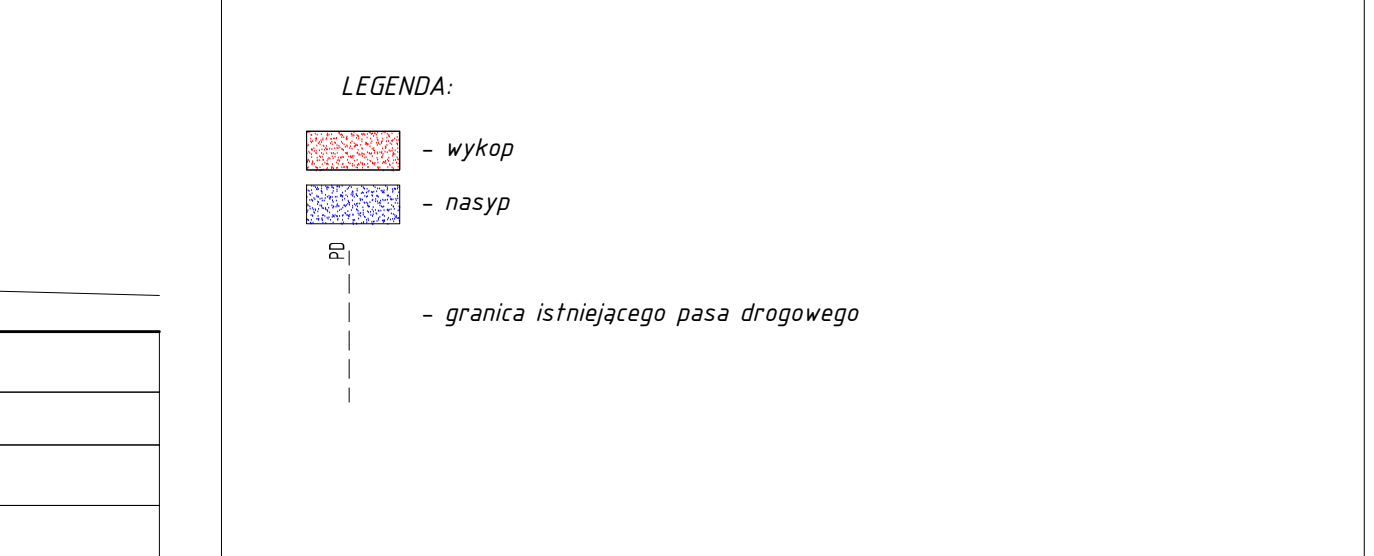 LEGENDA:
- wykop
- nasyp
PD
- granica istniejącego pasa drogowego